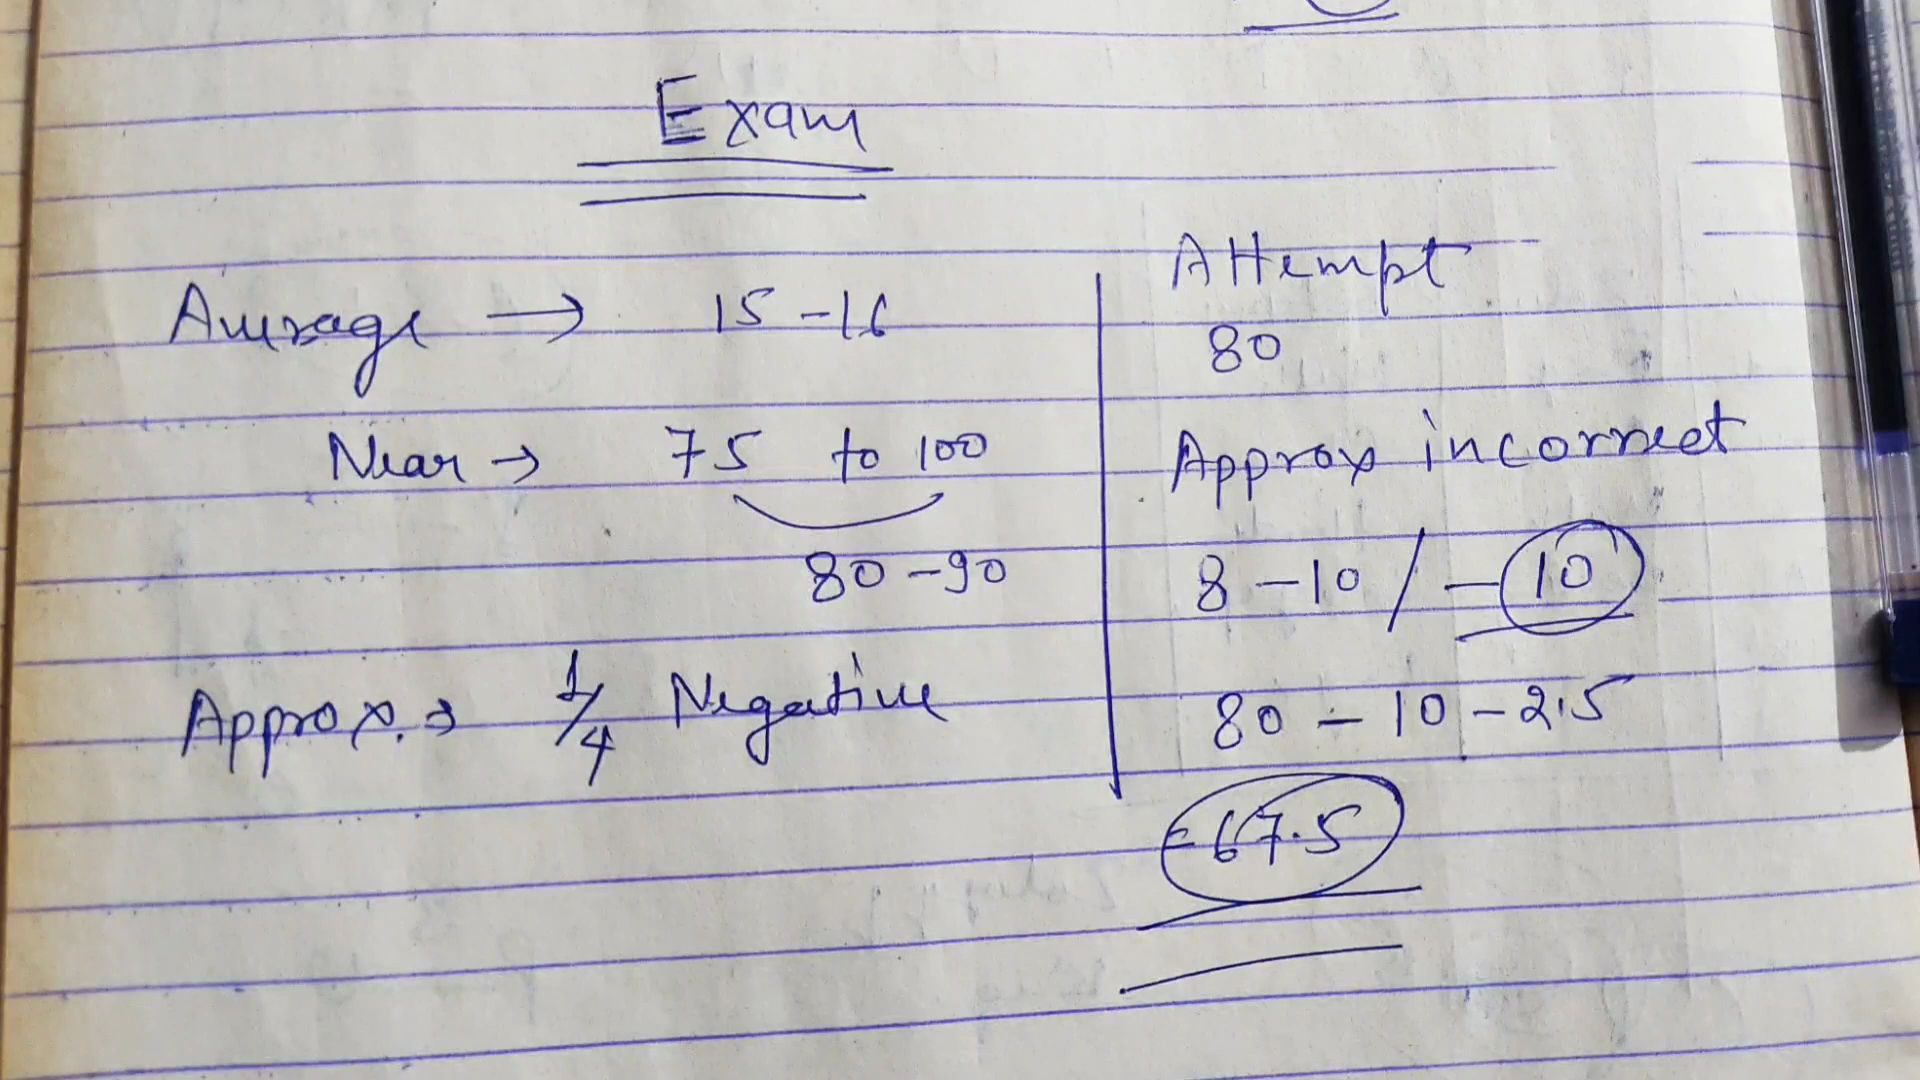 Exam
Average → 15-16
Near → 75 to 100
80-90
Approx. → 1/4 Negative
Attempt
80
Approx incorrect
8-10/-10
80-10-2.5
=67.5